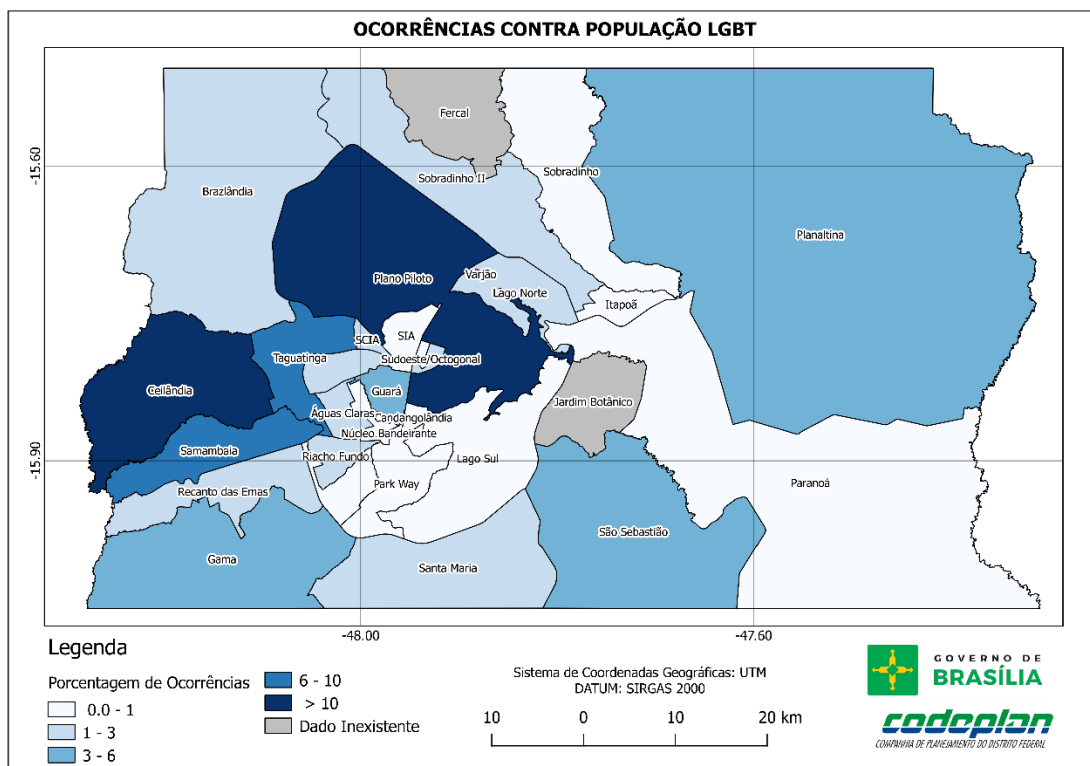 OCORRÊNCIAS CONTRA POPULAÇÃO LGBT
Fercal
-15.60
Sobradinho II
Sobradinho
Brazlândia
Planaltina
Plano Piloto
Varjão
Lago Norte
Itapoã
SCIA
SIA
Taguatinga
Sudoeste/Octogonal
Ceilândia
Guará
Jardim Botânico
Águas Claras
Candangolândia
Núcleo Bandeirante
Samambaia
Riacho Fundo
Lago Sul
-15.90
Park Way
Paranoá
Recanto das Emas
São Sebastião
Gama
Santa Maria
-48.00
-47.50
Legenda
Porcentagem de Ocorrências
0.0 - 1
1 - 3
3 - 6
6 - 10
> 10
Dado Inexistente
Sistema de Coordenadas Geográficas: UTM
DATUM: SIRGAS 2000
10 0 10 20 km
GOVERNO DE
BRASÍLIA
codeplan
COMPANHIA DE PLANEJAMENTO DO DISTRITO FEDERAL